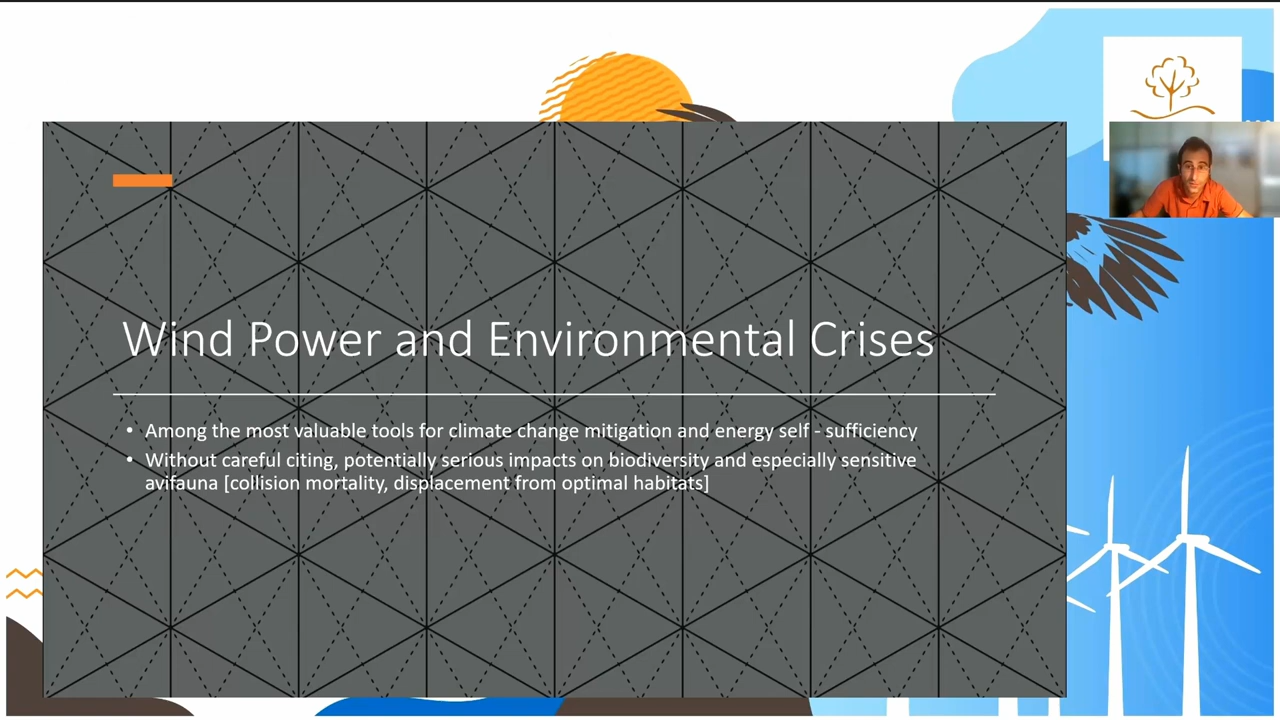 Wind Power and Environmental Crises
• Among the most valuable tools for climate change mitigation and energy self - sufficiency
• Without careful citing, potentially serious impacts on biodiversity and especially sensitive
avifauna [collision mortality, displacement from optimal habitats]